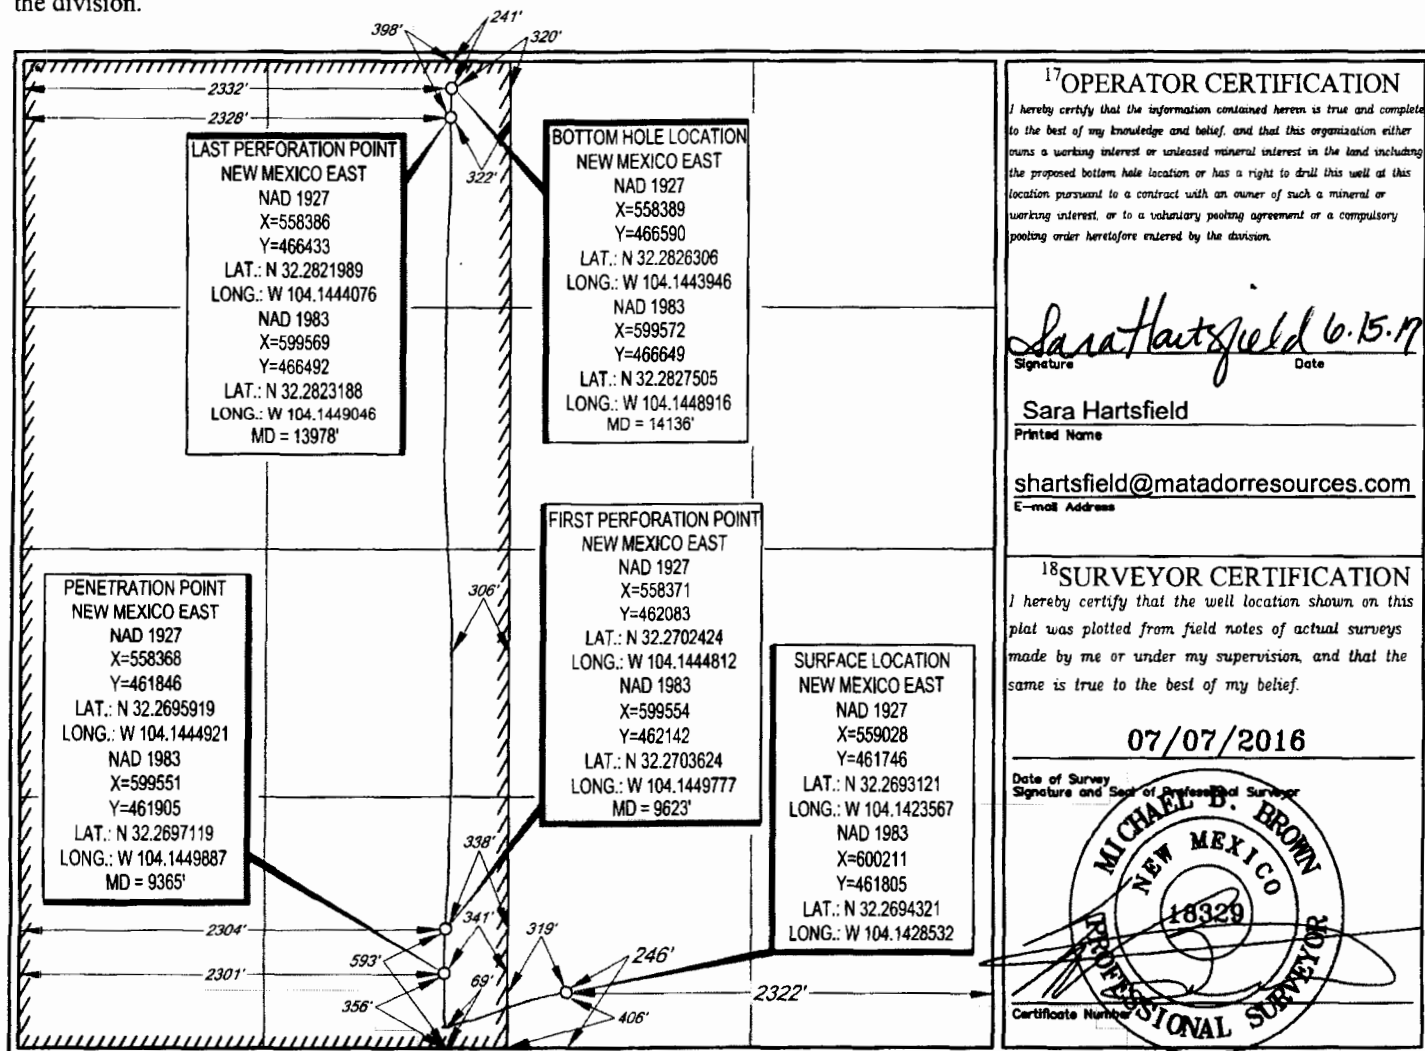 the division.
398'
241'
320'
2332'
2328'
322'
LAST PERFORATION POINT
NEW MEXICO EAST
NAD 1927
X=558386
Y=466433
LAT.: N 32.2821989
LONG.: W 104.1444076
NAD 1983
X=599569
Y=466492
LAT.: N 32.2823188
LONG.: W 104.1449046
MD = 13978'
BOTTOM HOLE LOCATION
NEW MEXICO EAST
NAD 1927
X=558389
Y=466590
LAT.: N 32.2826306
LONG.: W 104.1443946
NAD 1983
X=599572
Y=466649
LAT.: N 32.2827505
LONG.: W 104.1448916
MD = 14136'
306'
PENETRATION POINT
NEW MEXICO EAST
NAD 1927
X=558368
Y=461846
LAT.: N 32.2695919
LONG.: W 104.1444921
NAD 1983
X=599551
Y=461905
LAT.: N 32.2697119
LONG.: W 104.1449887
MD = 9365'
FIRST PERFORATION POINT
NEW MEXICO EAST
NAD 1927
X=558371
Y=462083
LAT.: N 32.2702424
LONG.: W 104.1444812
NAD 1983
X=599554
Y=462142
LAT.: N 32.2703624
LONG.: W 104.1449777
MD = 9623'
SURFACE LOCATION
NEW MEXICO EAST
NAD 1927
X=559028
Y=461746
LAT.: N 32.2693121
LONG.: W 104.1423567
NAD 1983
X=600211
Y=461805
LAT.: N 32.2694321
LONG.: W 104.1428532
338'
2304'
341'
319'
593'
246'
2301'
69'
2322'
356'
406'
17 OPERATOR CERTIFICATION
I hereby certify that the information contained herein is true and complete
to the best of my knowledge and belief, and that this organization either
owns a working interest or unleased mineral interest in the land including
the proposed bottom hole location or has a right to drill this well at this
location pursuant to a contract with an owner of such a mineral or
working interest, or to a voluntary pooling agreement or a compulsory
pooling order heretofore entered by the division.
Sara Hartsfield 6.15.17
Signature Date
Sara Hartsfield
Printed Name
shartsfield@matadorresources.com
E-mail Address
18 SURVEYOR CERTIFICATION
I hereby certify that the well location shown on this
plat was plotted from field notes of actual surveys
made by me or under my supervision, and that the
same is true to the best of my belief.
07/07/2016
Date of Survey
Signature and Seal of Professional Surveyor
MICHAEL B. BROWN
NEW MEXICO
18329
PROFESSIONAL SURVEYOR
Certificate Number